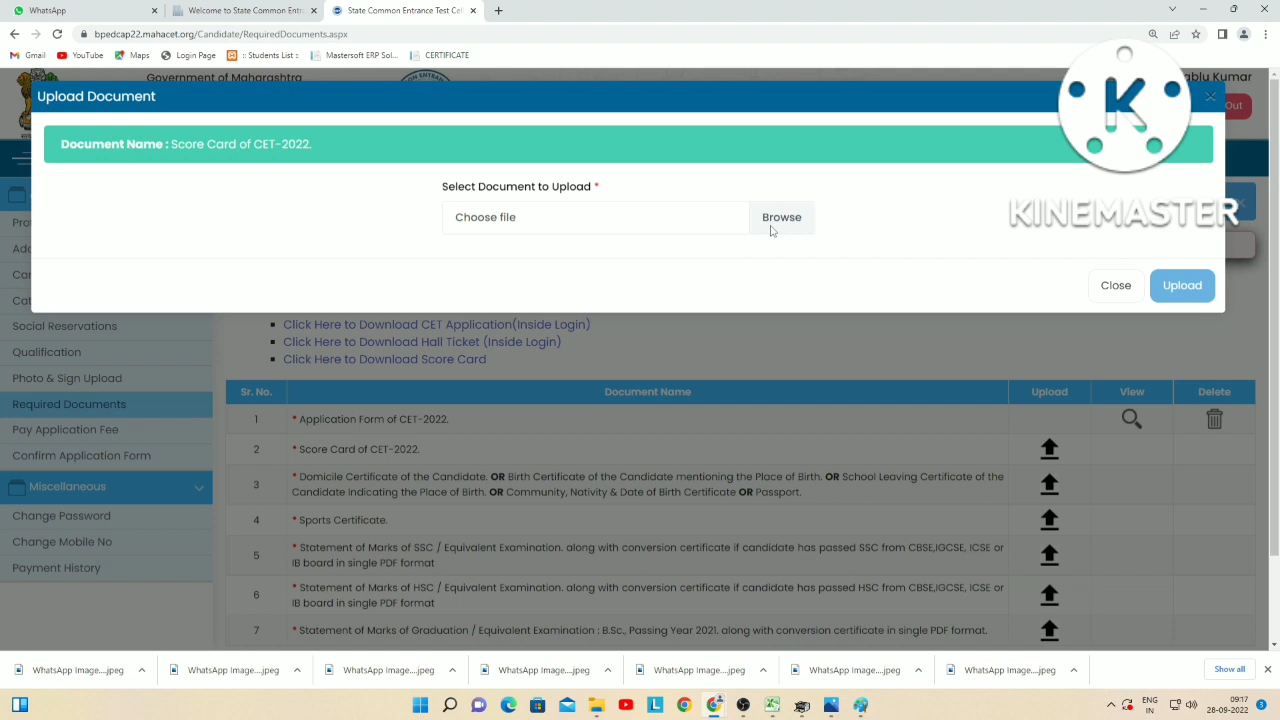 WhatsApp
Welcome to State Common Entr
State Common Entrance Test Cel
bpedcap22.mahacet.org/Candidate/RequiredDocuments.aspx
Gmail
YouTube
Maps
Login Page
:: Students List ::
Mastersoft ERP Sol...
CERTIFICATE
Government of Maharashtra
Kumar
Upload Document
Out
Document Name : Score Card of CET-2022.
Select Document to Upload *
Choose file
Browse
KINEMASTER
Close
Upload
Social Reservations
Qualification
Photo & Sign Upload
Required Documents
Pay Application Fee
Confirm Application Form
Miscellaneous
Change Password
Change Mobile No
Payment History
Click Here to Download CET Application(Inside Login)
Click Here to Download Hall Ticket (Inside Login)
Click Here to Download Score Card
Sr. No. Document Name Upload View Delete
1 * Application Form of CET-2022.
2 * Score Card of CET-2022.
3 * Domicile Certificate of the Candidate. OR Birth Certificate of the Candidate mentioning the Place of Birth. OR School Leaving Certificate of the
Candidate Indicating the Place of Birth. OR Community, Nativity & Date of Birth Certificate OR Passport.
4 * Sports Certificate.
5 * Statement of Marks of SSC / Equivalent Examination. along with conversion certificate if candidate has passed SSC from CBSE,IGCSE, ICSE or
IB board in single PDF format
6 * Statement of Marks of HSC / Equivalent Examination. along with conversion certificate if candidate has passed HSC from CBSE,IGCSE, ICSE or
IB board in single PDF format
7 * Statement of Marks of Graduation / Equivalent Examination : B.Sc., Passing Year 2021. along with conversion certificate in single PDF format.
WhatsApp Image....jpeg
WhatsApp Image....jpeg
WhatsApp Image....jpeg
WhatsApp Image....jpeg
WhatsApp Image....jpeg
WhatsApp Image....jpeg
WhatsApp Image....jpeg
Show all
ENG
IN
09:17
28-09-2022
3